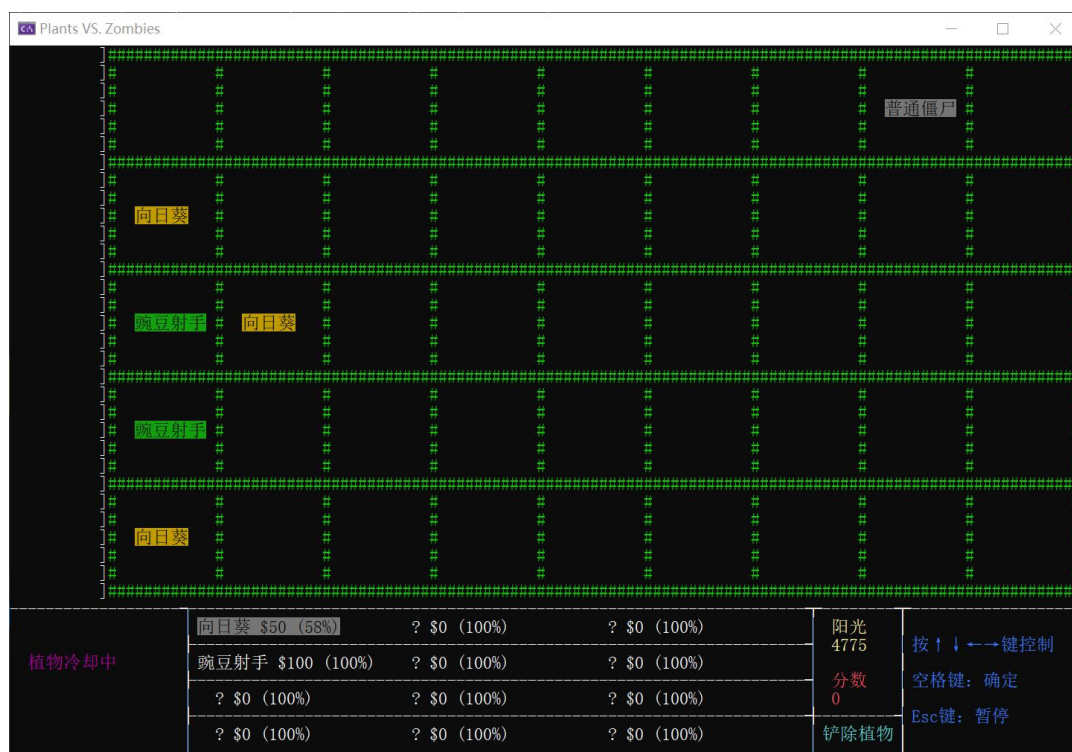 Plants VS. Zombies
普通僵尸
向日葵
豌豆射手 向日葵
豌豆射手
向日葵
植物冷却中
向日葵 $50 (58%) ? $0 (100%) ? $0 (100%)
豌豆射手 $100 (100%) ? $0 (100%) ? $0 (100%)
? $0 (100%) ? $0 (100%) ? $0 (100%)
? $0 (100%) ? $0 (100%) ? $0 (100%)
阳光
4775
分数
0
铲除植物
按↑↓←→键控制
空格键：确定
Esc键：暂停